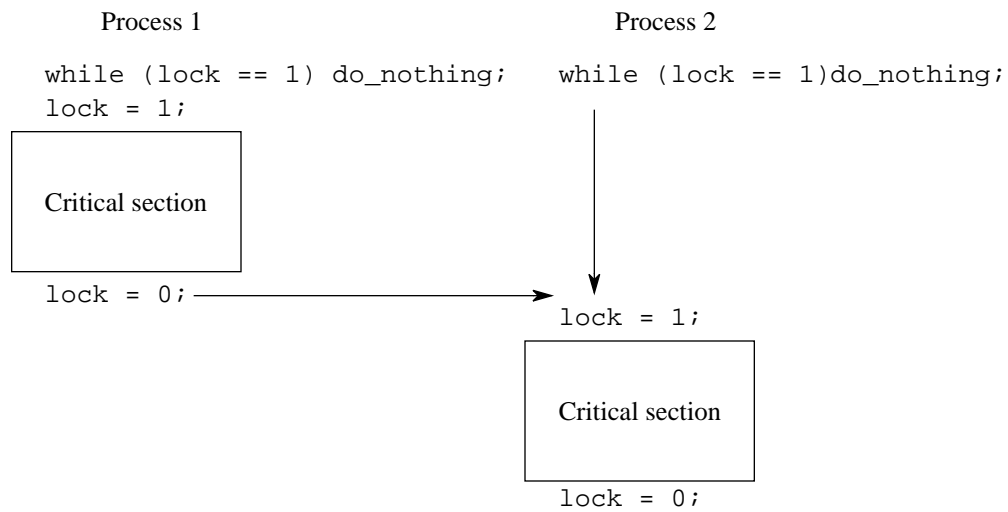 Process 1
while (lock == 1) do_nothing;
lock = 1;
Critical section
lock = 0;
Process 2
while (lock == 1)do_nothing;
lock = 1;
Critical section
lock = 0;